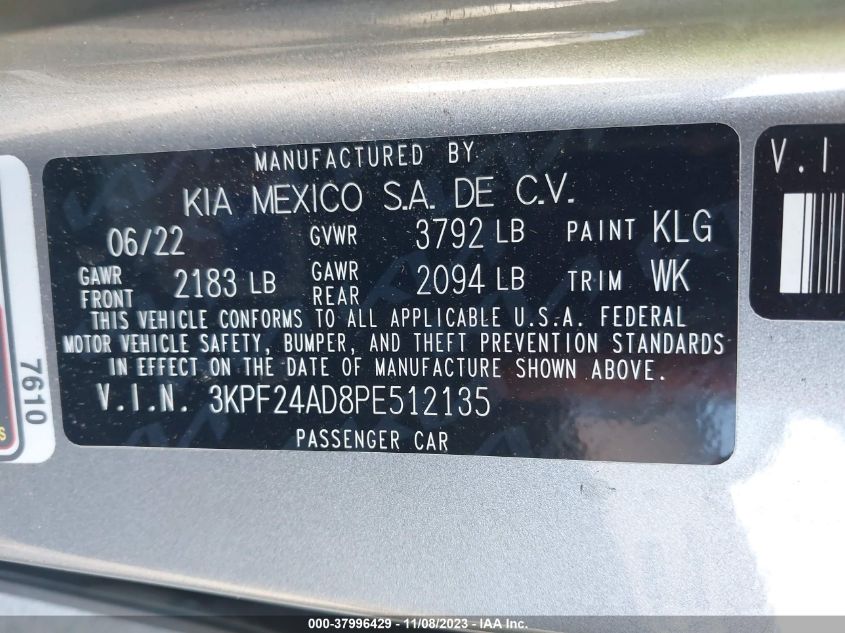 MANUFACTURED BY
KIA MEXICO S.A. DE C.V.
06/22 GVWR 3792 LB PAINT KLG
GAWR FRONT 2183 LB GAWR REAR 2094 LB TRIM WK
THIS VEHICLE CONFORMS TO ALL APPLICABLE U.S.A. FEDERAL
MOTOR VEHICLE SAFETY, BUMPER, AND THEFT PREVENTION STANDARDS
IN EFFECT ON THE DATE OF MANUFACTURE SHOWN ABOVE.
V.I.N. 3KPF24AD8PE512135
PASSENGER CAR
7610
V.I
000-37996429 - 11/08/2023 - IAA Inc.